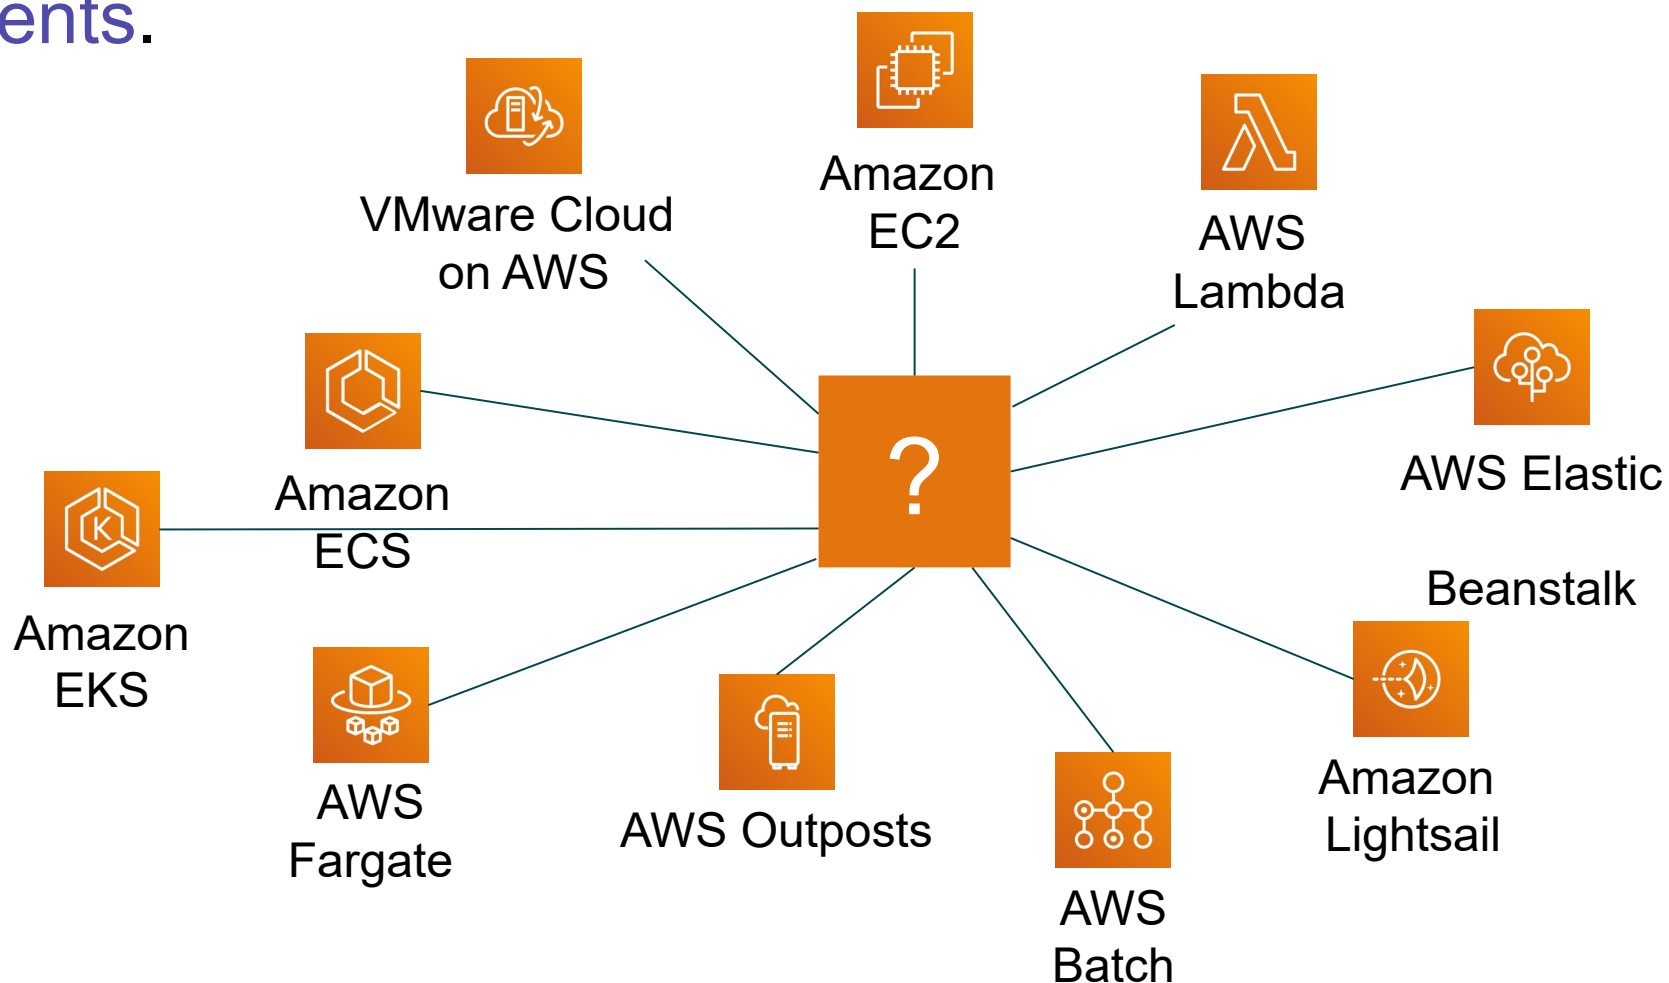 ents.
VMware Cloud
on AWS
Amazon
EC2
AWS
Lambda
AWS Elastic
Beanstalk
Amazon
ECS
?
K
Amazon
EKS
AWS
Fargate
AWS Outposts
AWS
Batch
Amazon
Lightsail